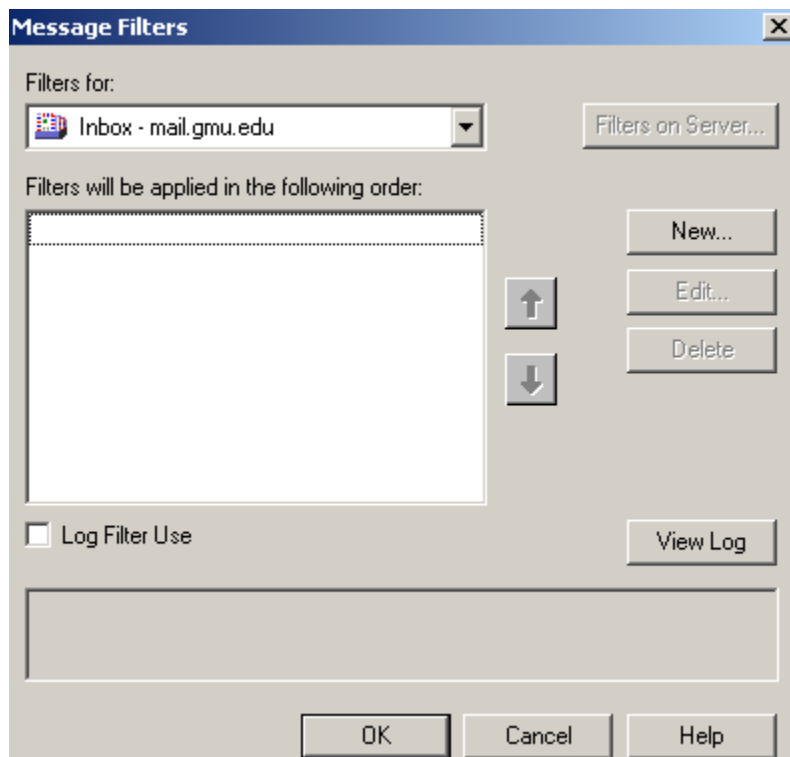 Message Filters
Filters for:
Inbox - mail.gmu.edu
Filters on Server...
Filters will be applied in the following order:
New...
Edit...
Delete
Log Filter Use
View Log
OK
Cancel
Help